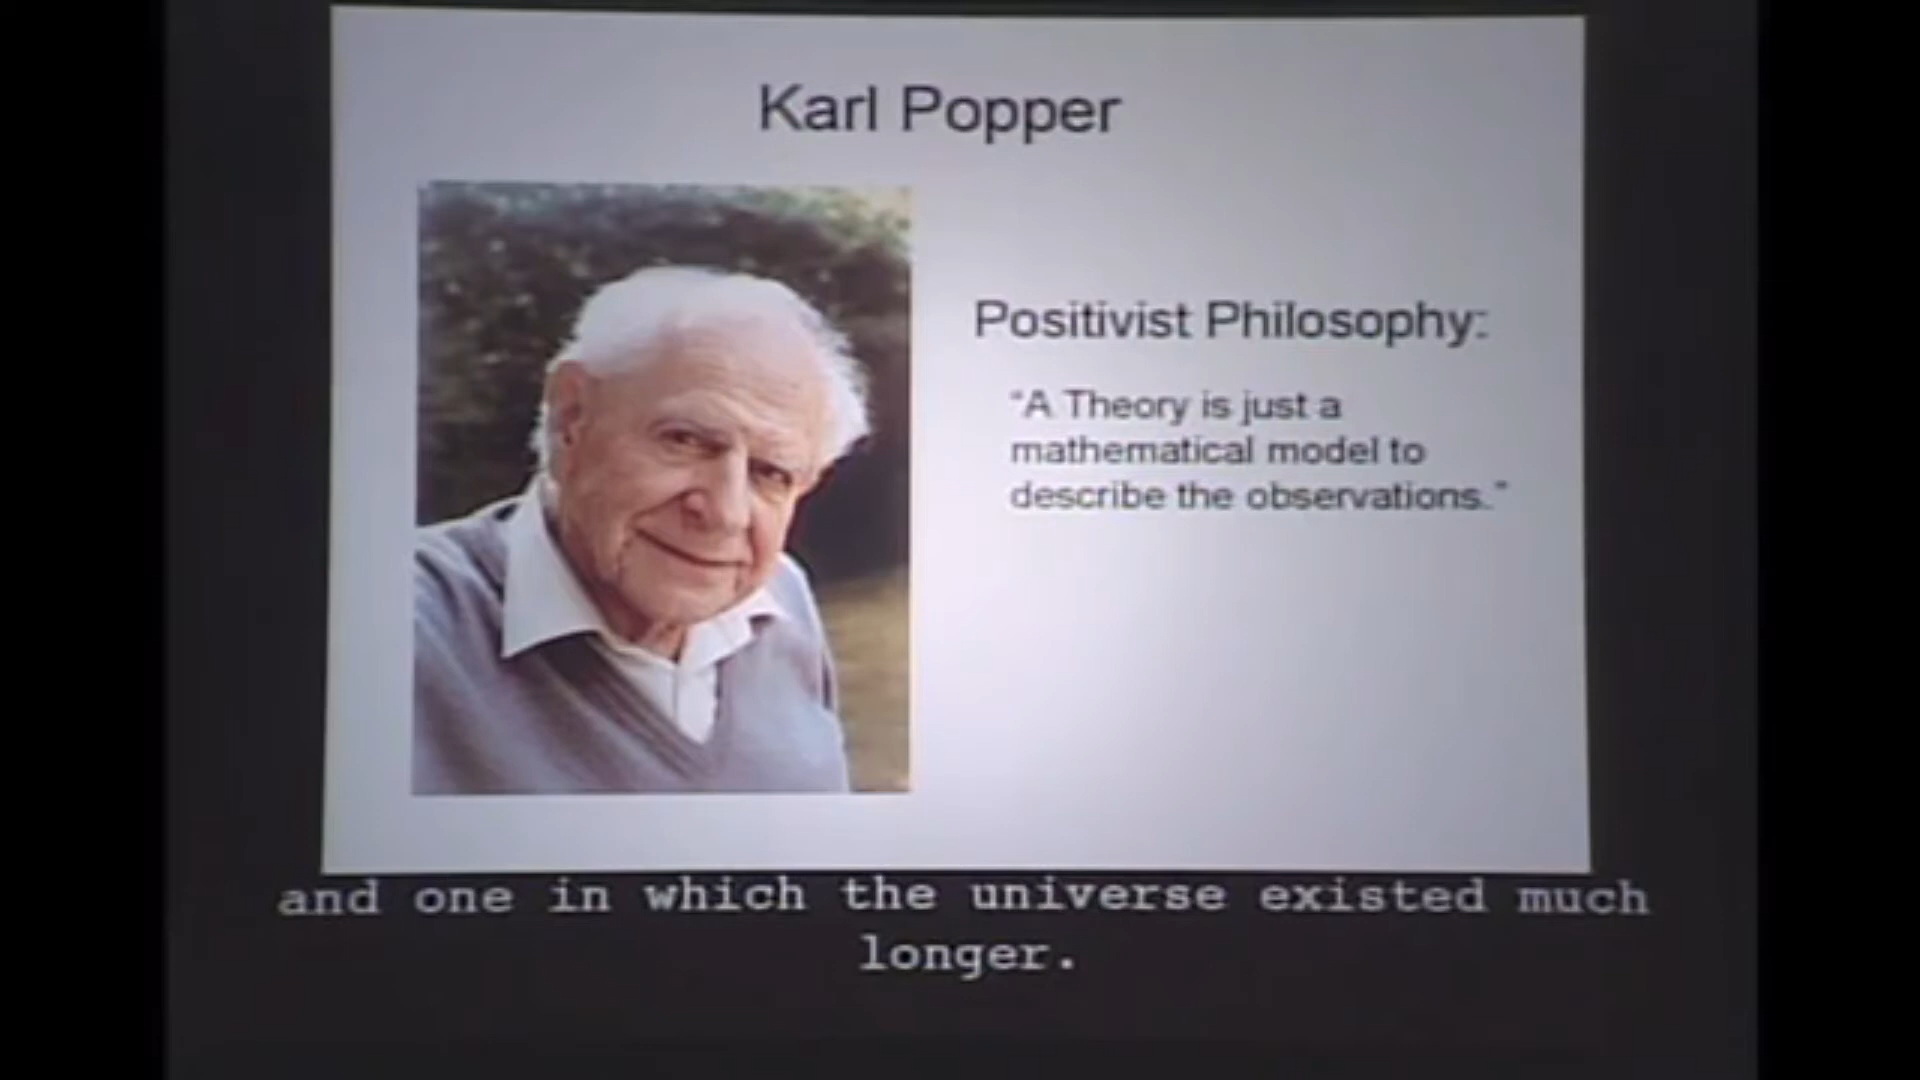 Karl Popper
Positivist Philosophy:
"A Theory is just a
mathematical model to
describe the observations."
and one in which the universe existed much
longer.